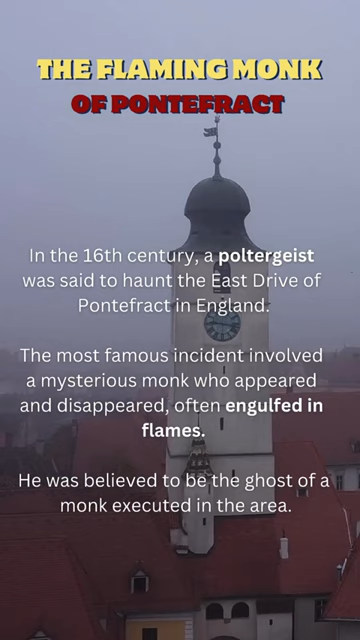 THE FLAMING MONK
OF PONTEFRACT
In the 16th century, a poltergeist
was said to haunt the East Drive of
Pontefract in England.
The most famous incident involved
a mysterious monk who appeared
and disappeared, often engulfed in
flames.
He was believed to be the ghost of a
monk executed in the area.